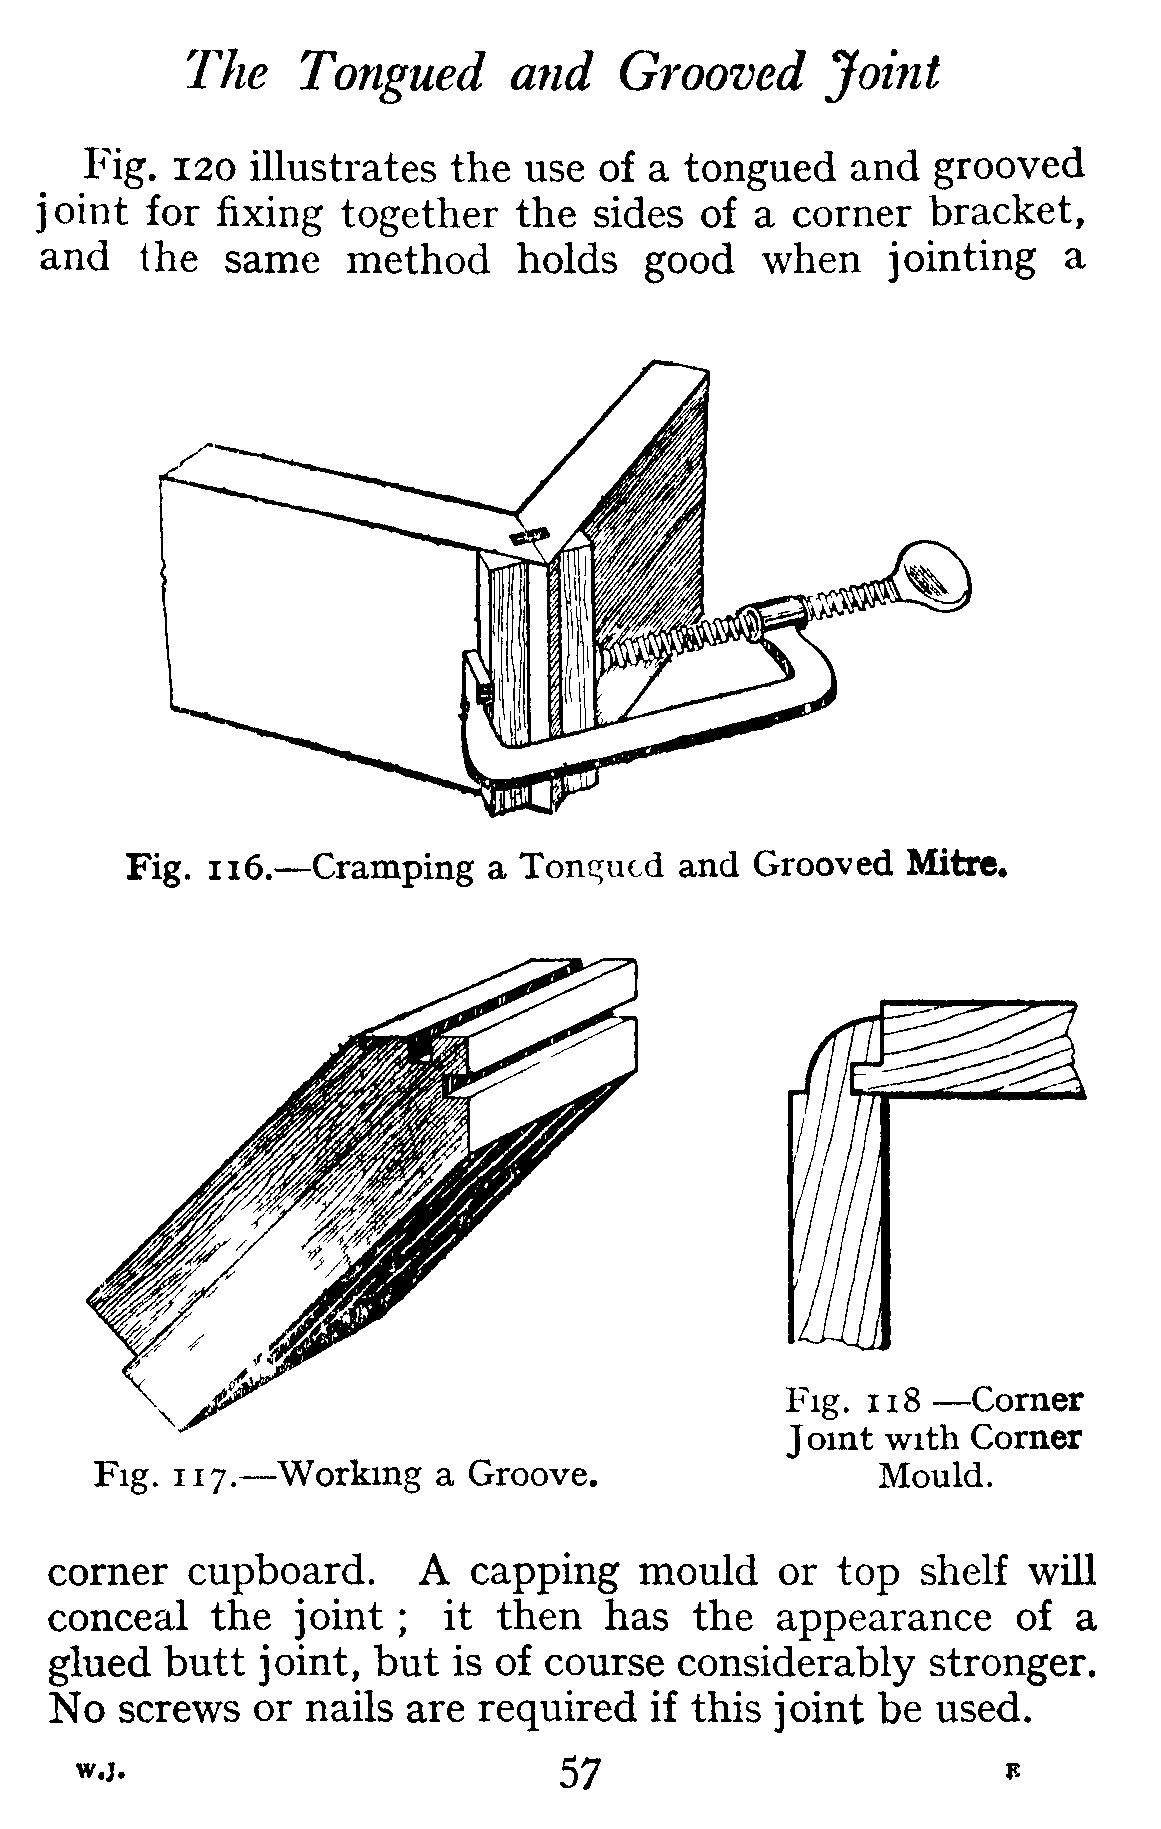 The Tongued and Grooved Joint
Fig. 120 illustrates the use of a tongued and grooved
joint for fixing together the sides of a corner bracket,
and the same method holds good when jointing a
Fig. 116.—Cramping a Tongued and Grooved Mitre.
Fig. 117.—Working a Groove.
Fig. 118 —Corner
Joint with Corner
Mould.
corner cupboard. A capping mould or top shelf will
conceal the joint ; it then has the appearance of a
glued butt joint, but is of course considerably stronger.
No screws or nails are required if this joint be used.
W.J. 57 E